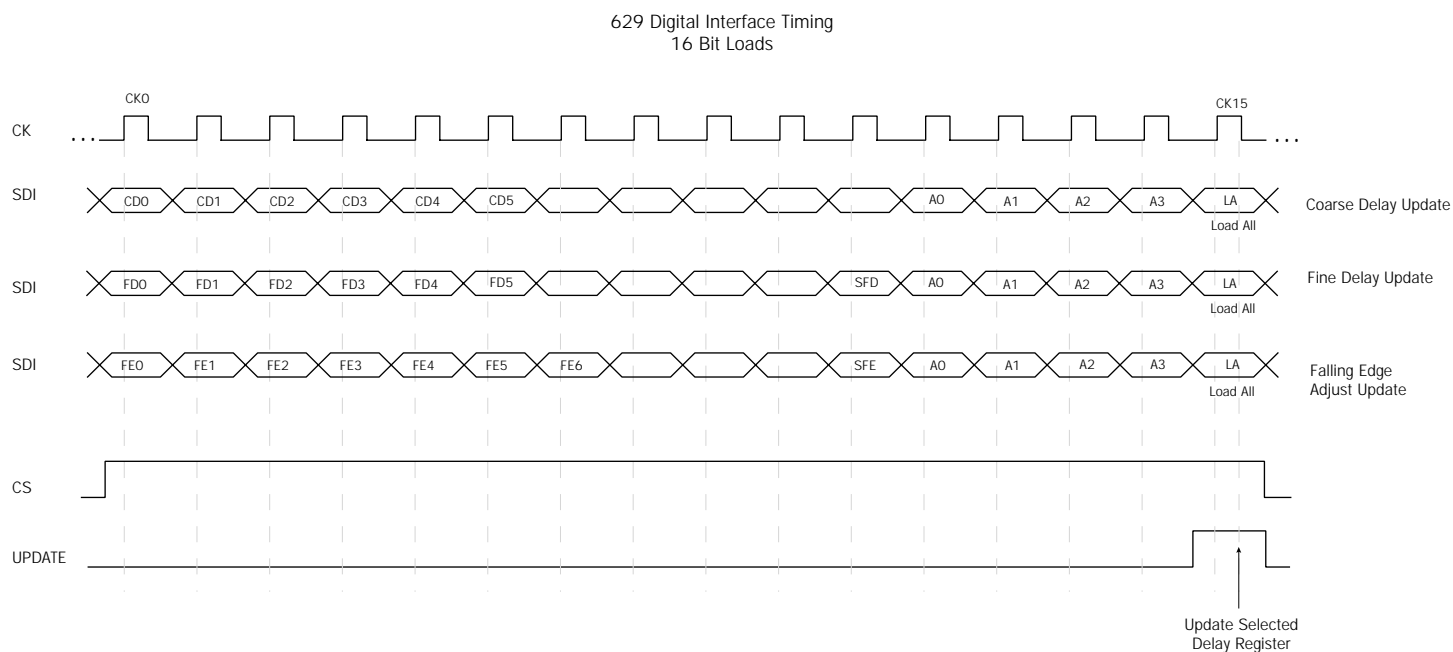 629 Digital Interface Timing
16 Bit Loads
CK0 CK15
CK ... ...
SDI CD0 CD1 CD2 CD3 CD4 CD5 A0 A1 A2 A3 LA Coarse Delay Update
Load All
SDI FD0 FD1 FD2 FD3 FD4 FD5 SFD A0 A1 A2 A3 LA Fine Delay Update
Load All
SDI FE0 FE1 FE2 FE3 FE4 FE5 FE6 SFE A0 A1 A2 A3 LA Falling Edge
Load All Adjust Update
CS
UPDATE
Update Selected
Delay Register